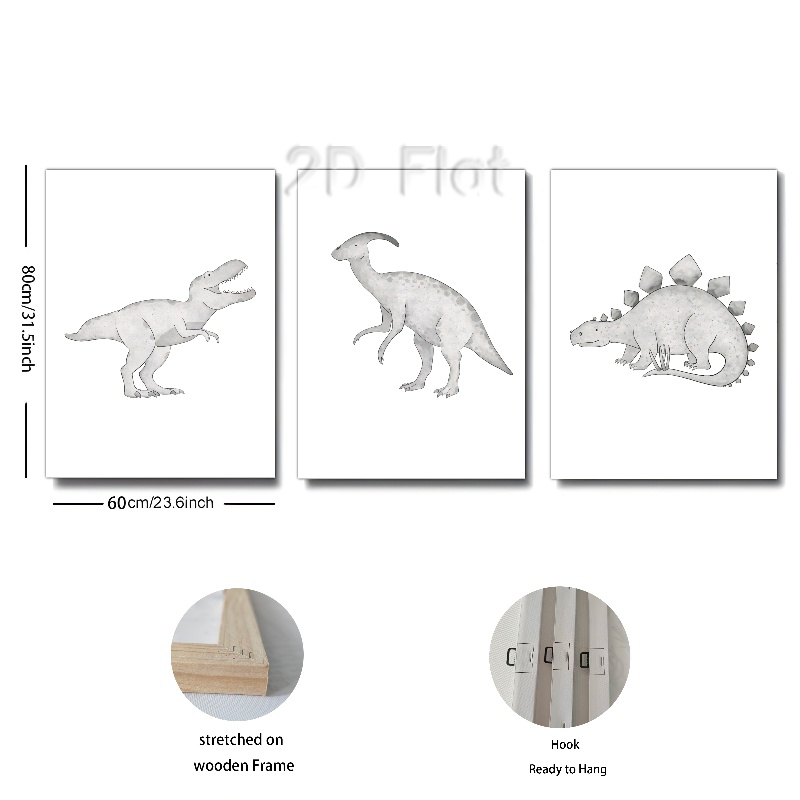 2D Flat
80cm/31.5inch
60cm/23.6inch
stretched on
wooden Frame
Hook
Ready to Hang